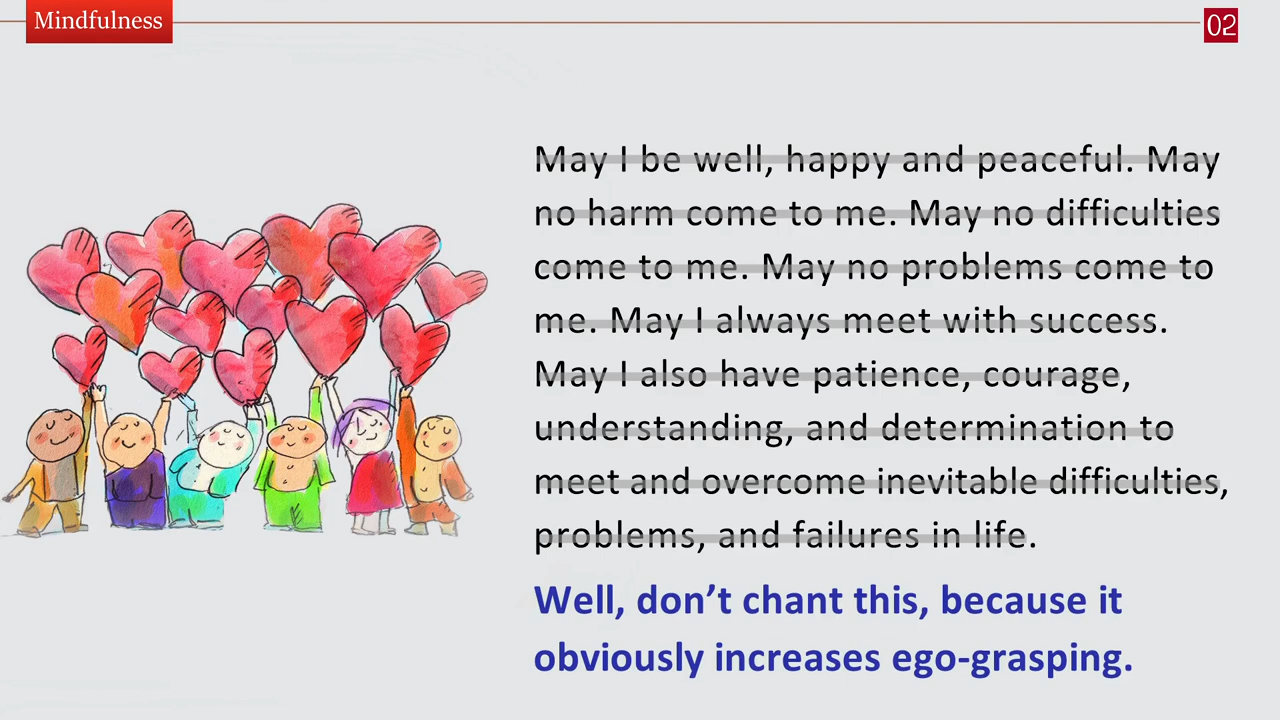 Mindfulness
02
May I be well, happy and peaceful. May
no harm come to me. May no difficulties
come to me. May no problems come to
me. May I always meet with success.
May I also have patience, courage,
understanding, and determination to
meet and overcome inevitable difficulties,
problems, and failures in life.
Well, don’t chant this, because it
obviously increases ego-grasping.